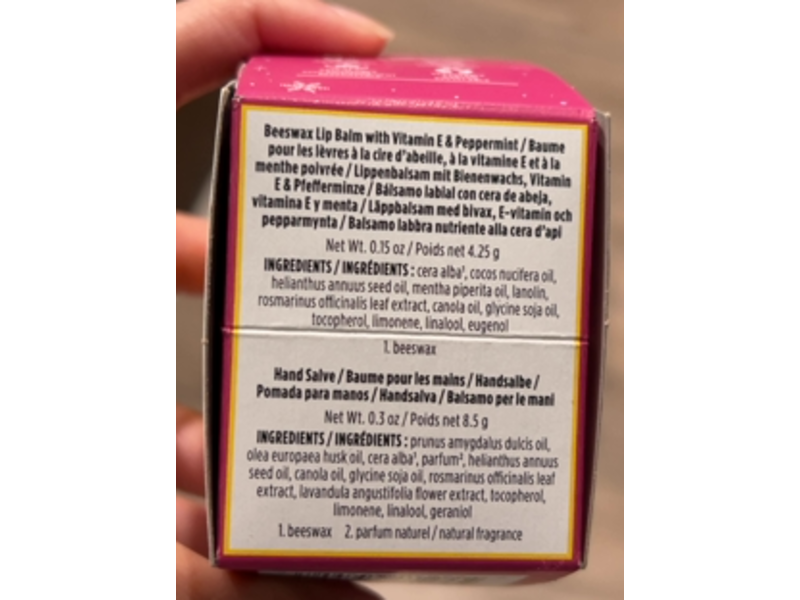 Beeswax Lip Balm with Vitamin E & Peppermint / Baume
pour les lèvres à la cire d'abeille, à la vitamine E et à la
menthe poivrée / Lippenbalsam mit Bienenwachs, Vitamin
E & Pfefferminze / Bálsamo labial con cera de abeja,
vitamina E y menta / Läppbalsam med bivax, E-vitamin och
pepparmynta / Balsamo labbra nutriente alla cera d'api
Net Wt. 0.15 oz / Poids net 4.25 g
INGREDIENTS / INGRÉDIENTS : cera alba¹, cocos nucifera oil,
helianthus annuus seed oil, mentha piperita oil, lanolin,
rosmarinus officinalis leaf extract, canola oil, glycine soja oil,
tocopherol, limonene, linalool, eugenol
1. beeswax
Hand Salve / Baume pour les mains / Handsalbe /
Pomada para manos / Handsalva / Balsamo per le mani
Net Wt. 0.3 oz / Poids net 8.5 g
INGREDIENTS / INGRÉDIENTS : prunus amygdalus dulcis oil,
olea europaea husk oil, cera alba¹, parfum², helianthus annuus
seed oil, canola oil, glycine soja oil, rosmarinus officinalis leaf
extract, lavandula angustifolia flower extract, tocopherol,
limonene, linalool, geraniol
1. beeswax 2. parfum naturel / natural fragrance